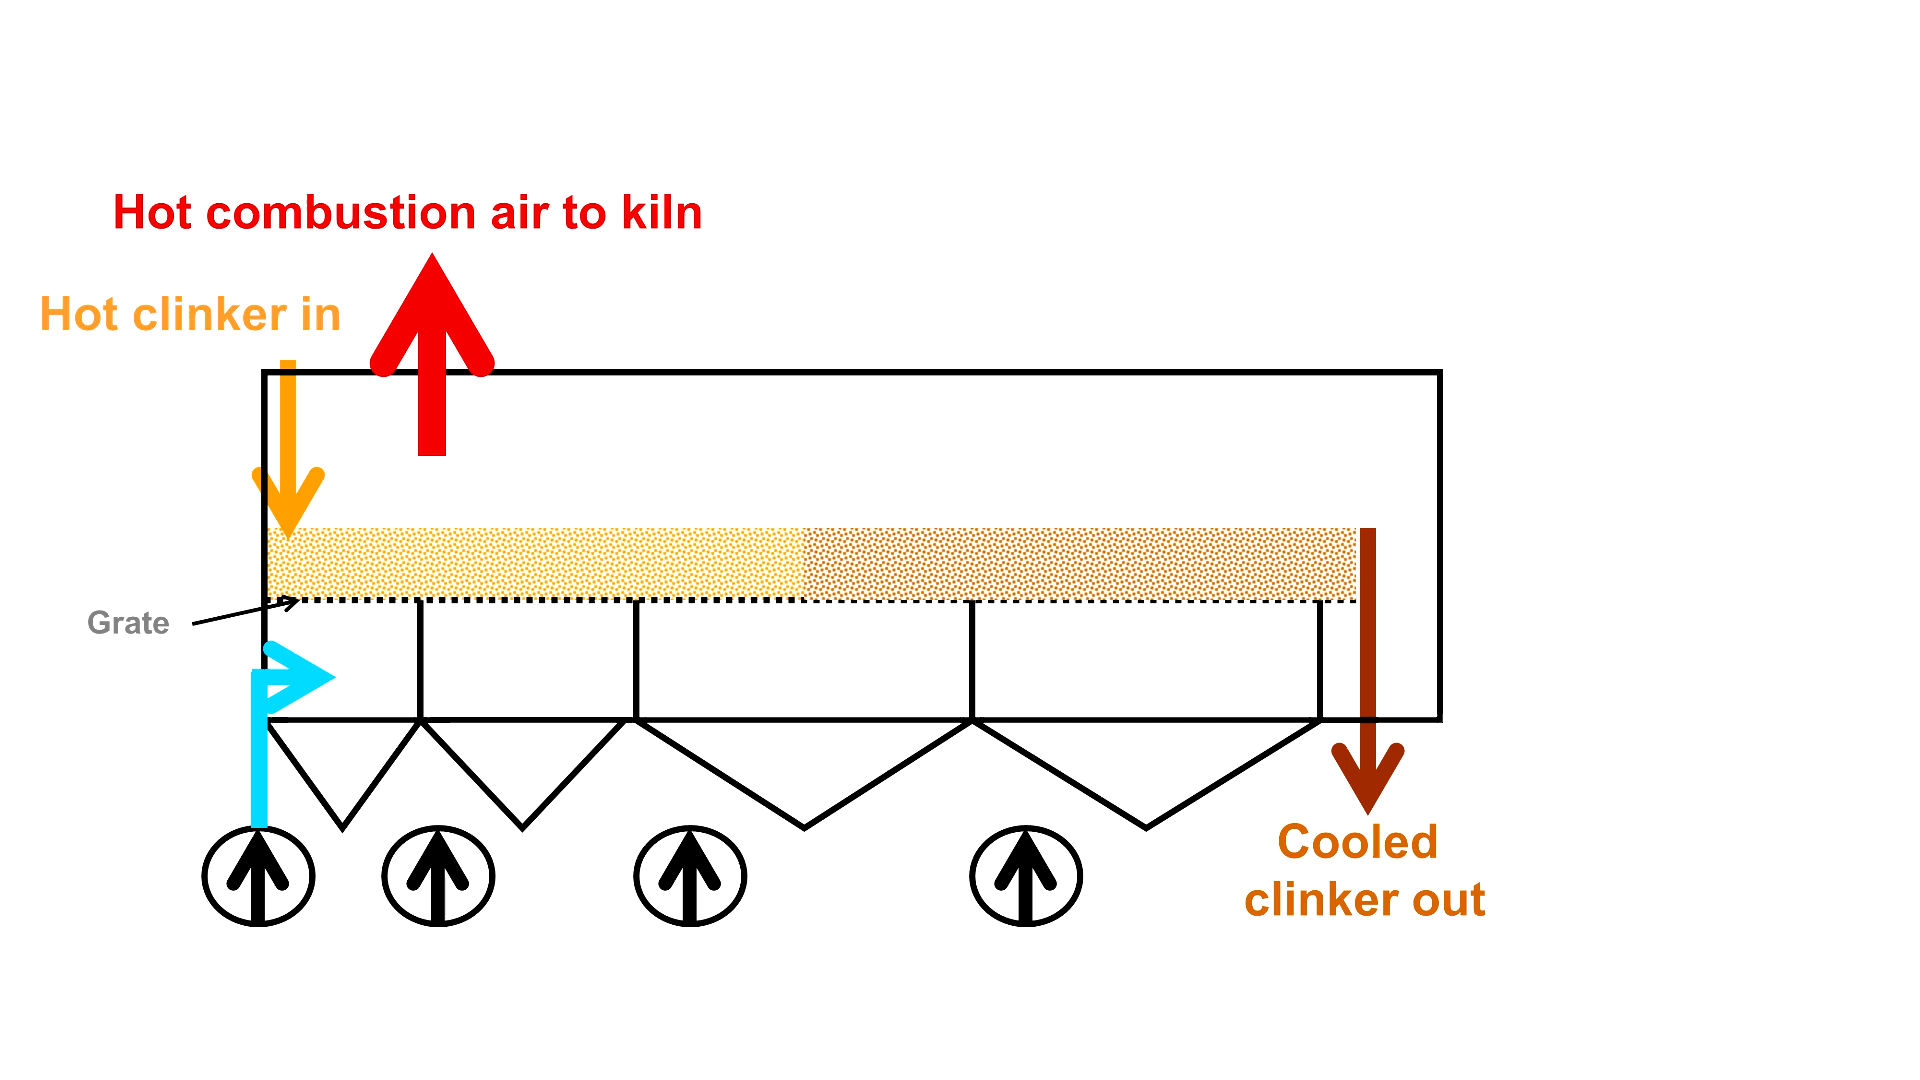 Hot combustion air to kiln
Hot clinker in
Grate
Cooled
clinker out